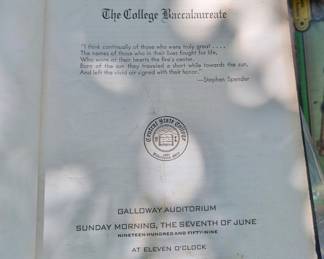 The College Baccalaureate
"I think continually of those who were truly great . . . .
The names of those who in their lives fought for life,
Who wore at their hearts the fire's center.
Born of the sun they traveled a short while towards the sun,
And left the vivid air signed with their honor."
—Stephen Spender
Central State College
GALLOWAY AUDITORIUM
SUNDAY MORNING, THE SEVENTH OF JUNE
NINETEEN HUNDRED AND FIFTY-NINE
AT ELEVEN O'CLOCK